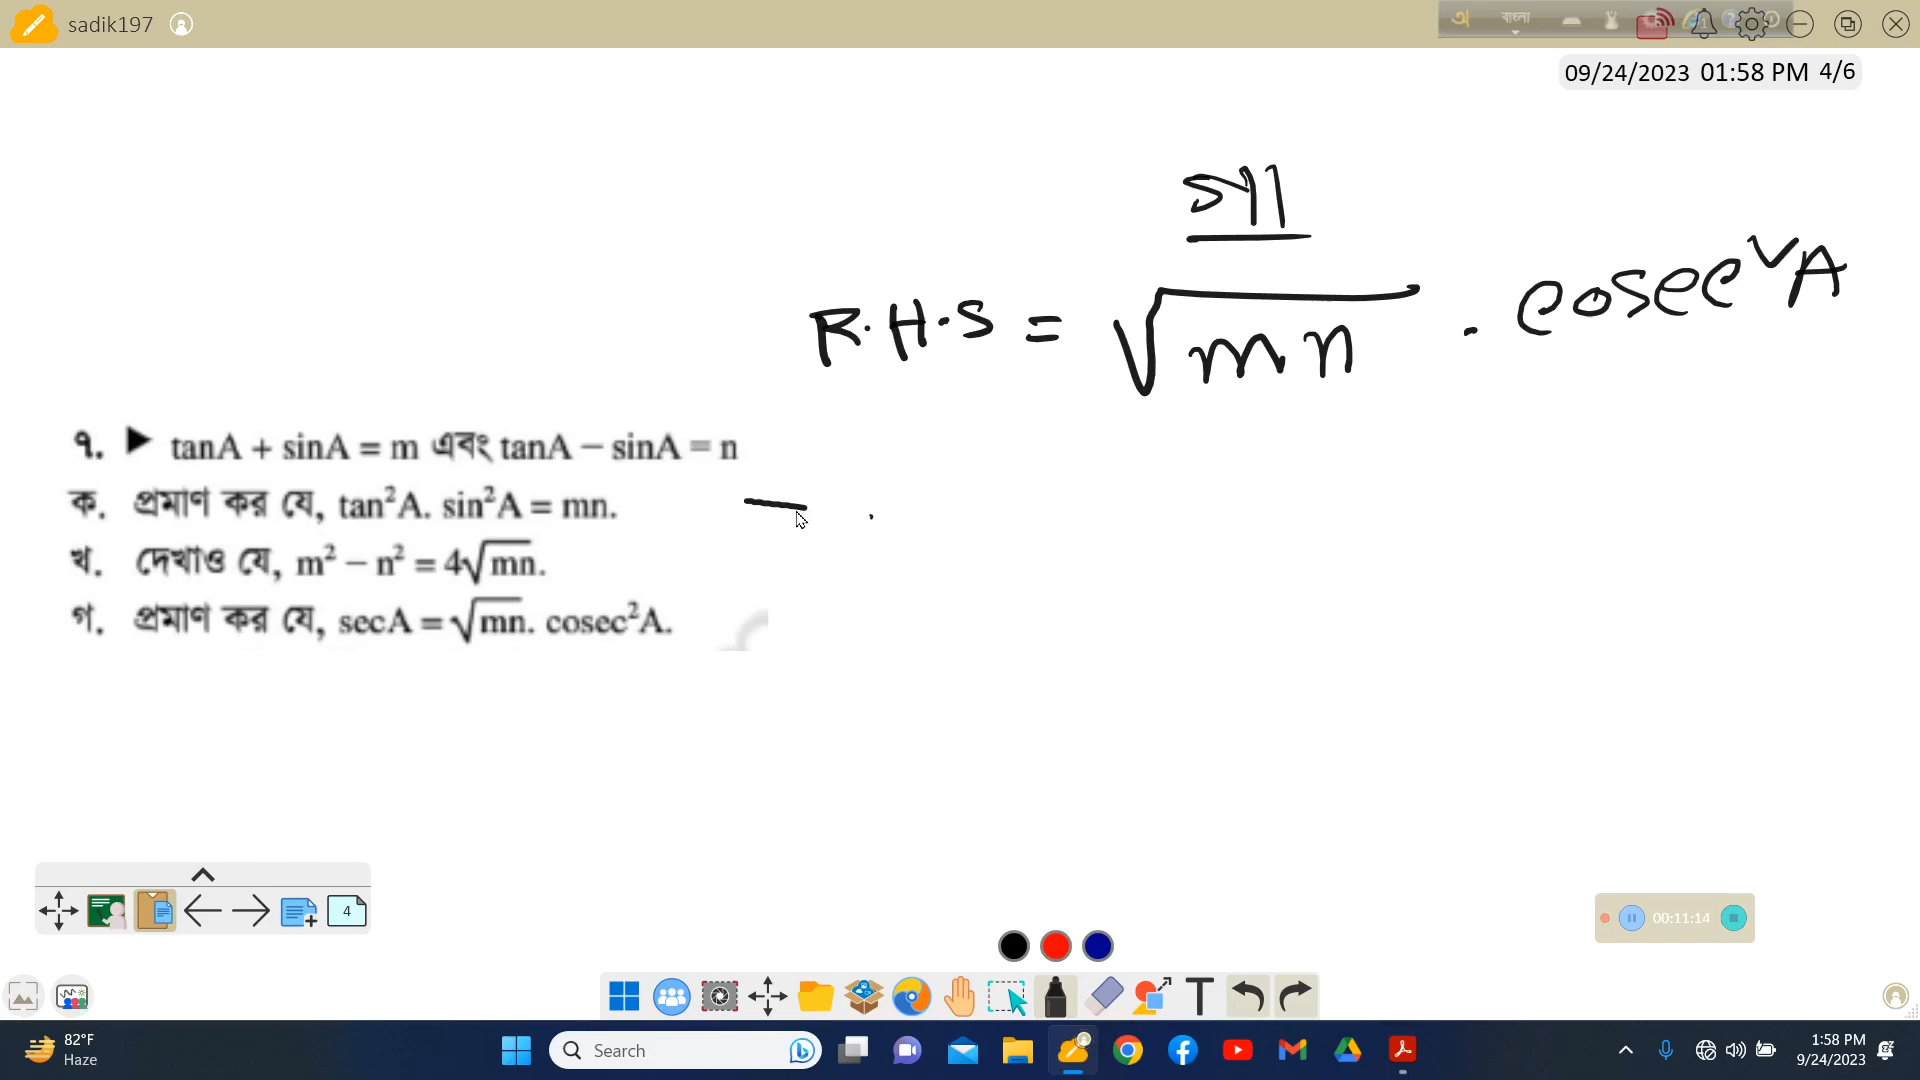 sadik197
বাংলা
09/24/2023 01:58 PM 4/6
R.H.S = √mn . cosec²A
৭. ▶ tanA + sinA = m এবং tanA − sinA = n
ক. প্রমাণ কর যে, tan²A. sin²A = mn.
খ. দেখাও যে, m² − n² = 4√mn.
গ. প্রমাণ কর যে, secA = √mn. cosec²A.
4
00:11:14
82°F
Haze
Search
1:58 PM
9/24/2023